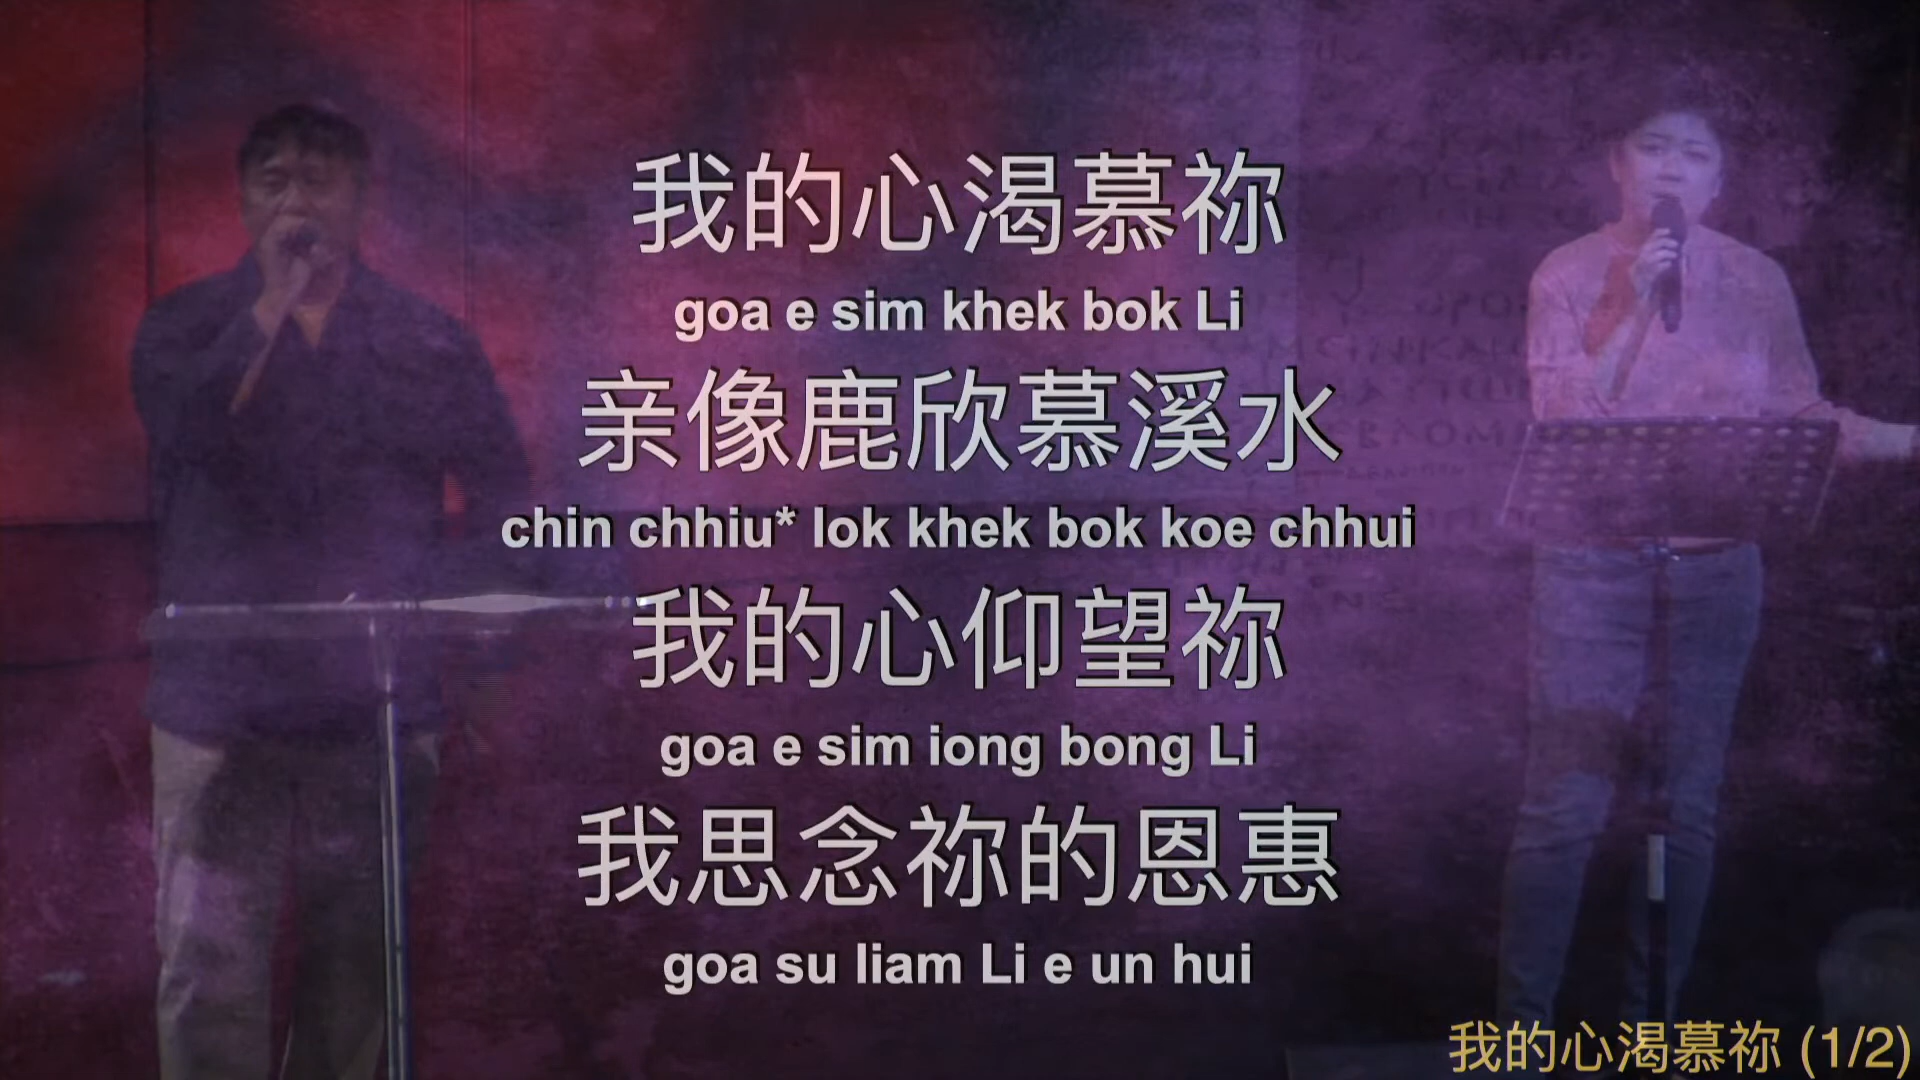 我的心渴慕祢
goa e sim khek bok Li
亲像鹿欣慕溪水
chin chhiu* lok khek bok koe chhui
我的心仰望祢
goa e sim iong bong Li
我思念祢的恩惠
goa su liam Li e un hui
我的心渴慕祢 (1/2)